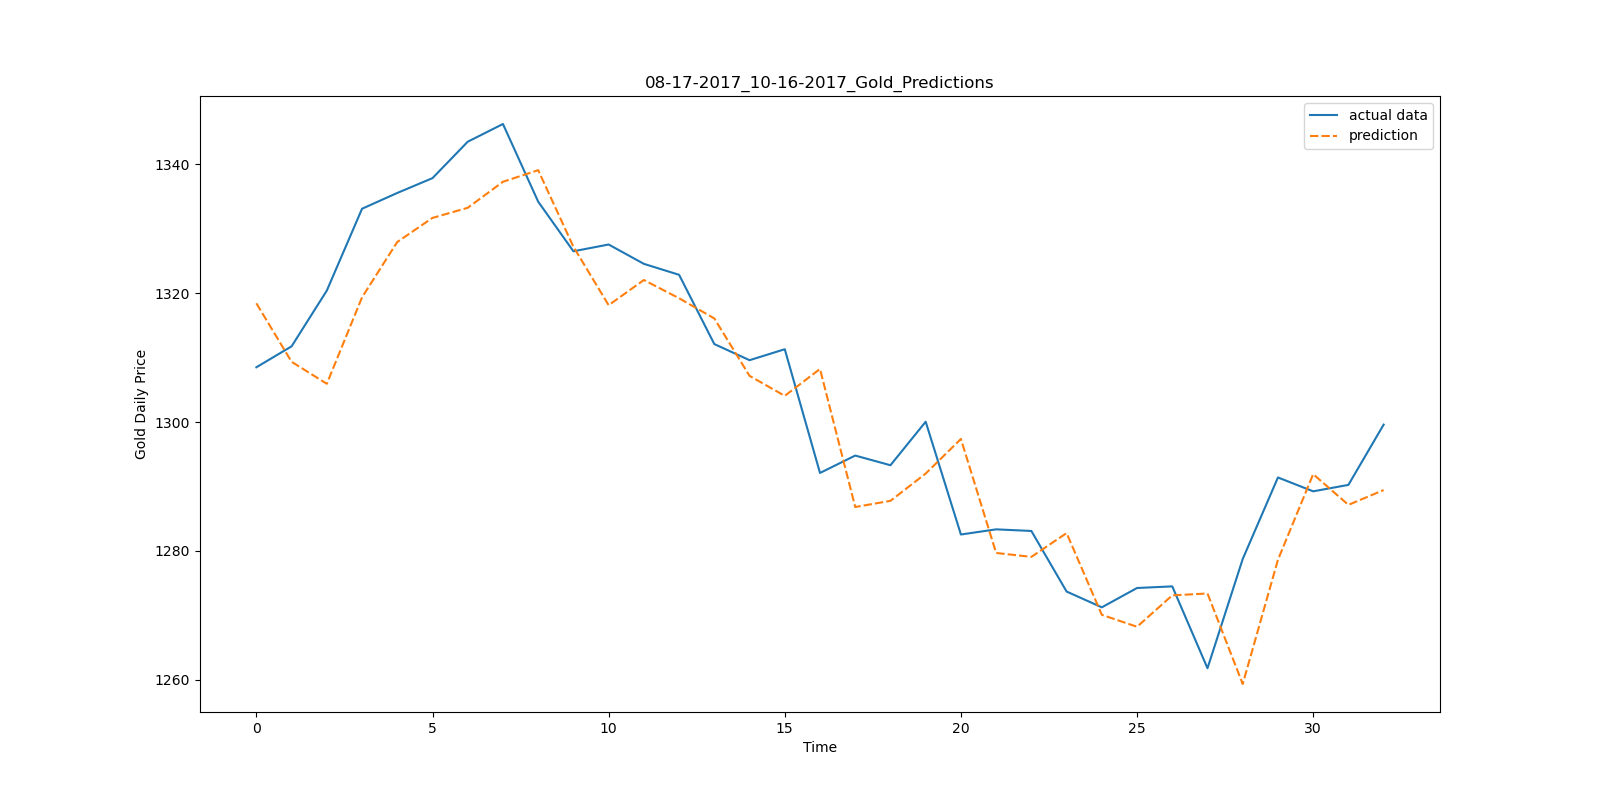 08-17-2017_10-16-2017_Gold_Predictions
actual data
prediction
Gold Daily Price
1340
1320
1300
1280
1260
0 5 10 15 20 25 30
Time